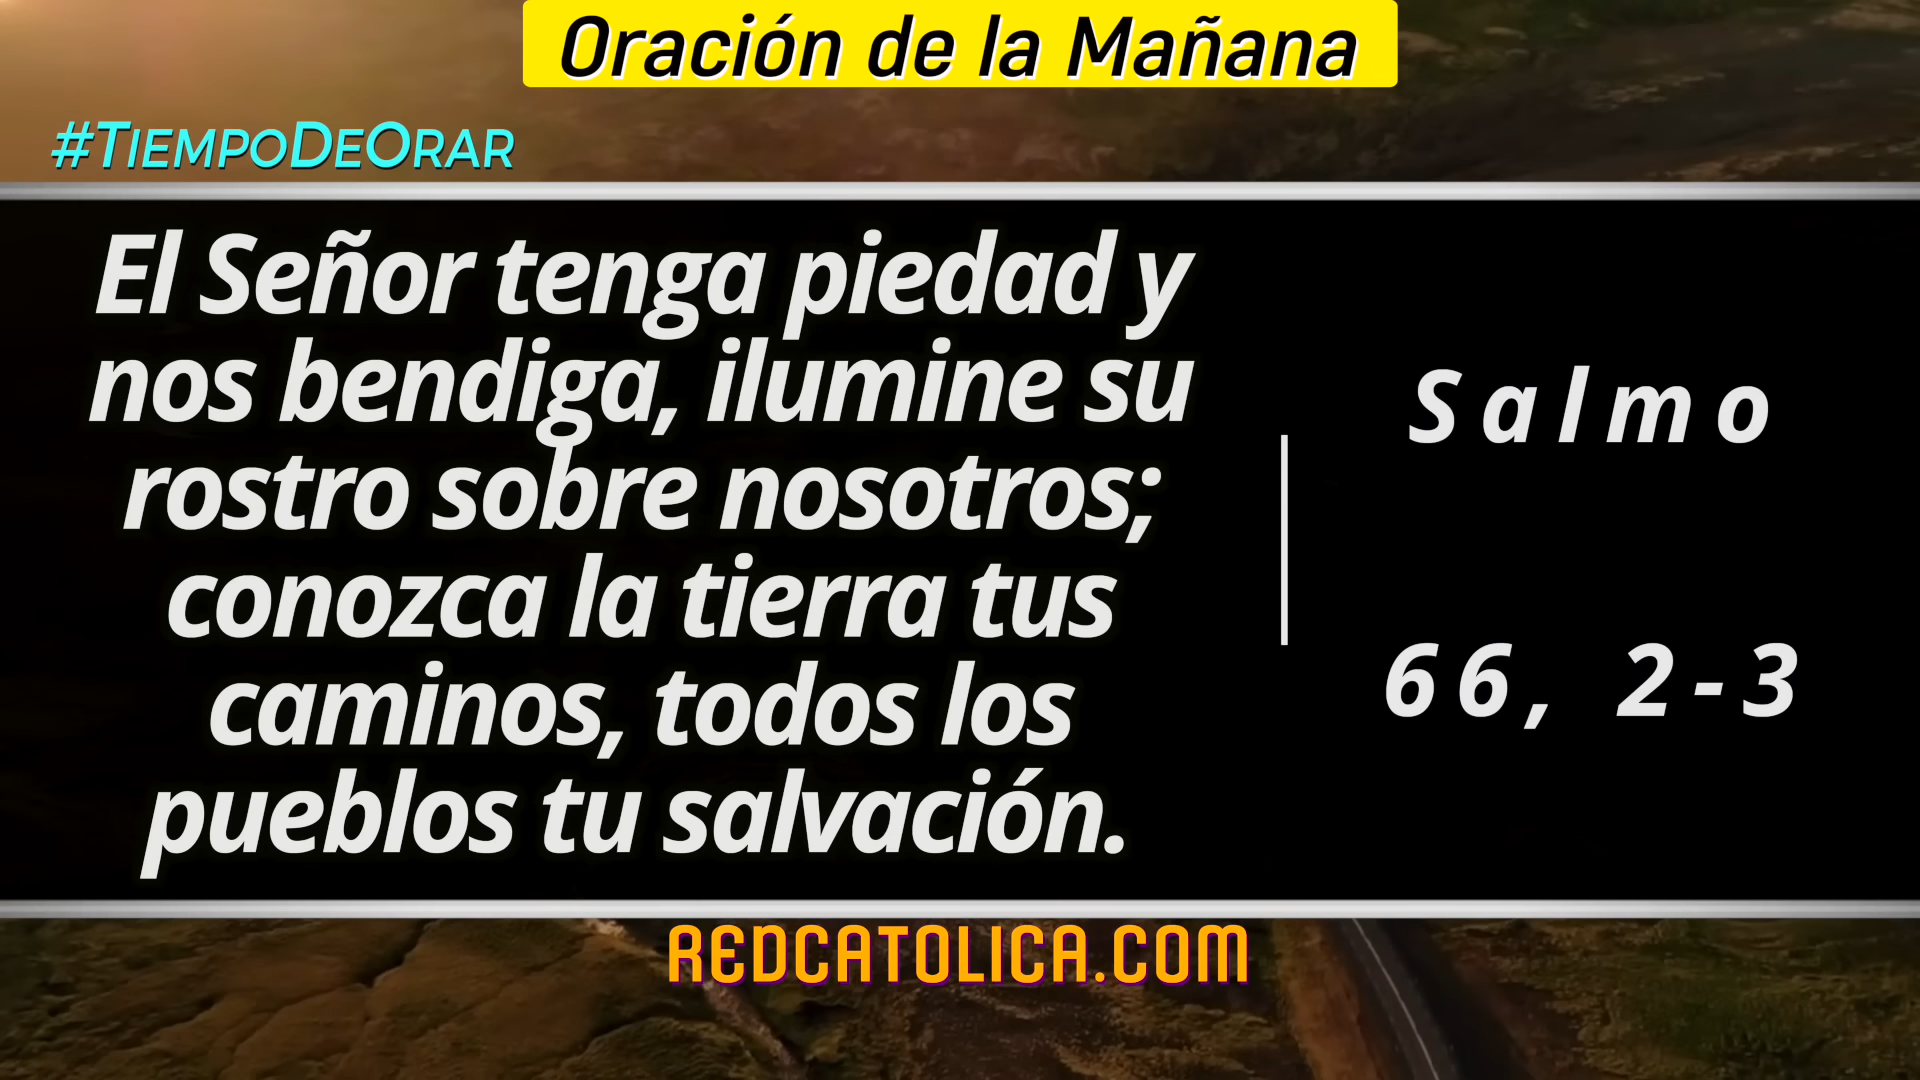 Oración de la Mañana
#TiempoDeOrar
El Señor tenga piedad y
nos bendiga, ilumine su
rostro sobre nosotros;
conozca la tierra tus
caminos, todos los
pueblos tu salvación.
Salmo
66, 2-3
REDCATOLICA.COM